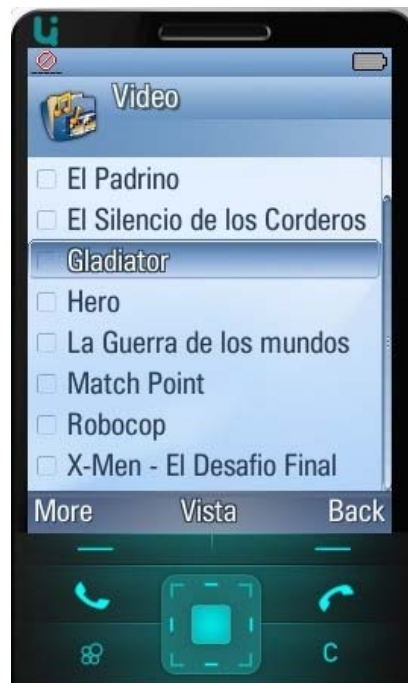 Ui
Video
El Padrino
El Silencio de los Corderos
Gladiator
Hero
La Guerra de los mundos
Match Point
Robocop
X-Men - El Desafio Final
More Vista Back
C